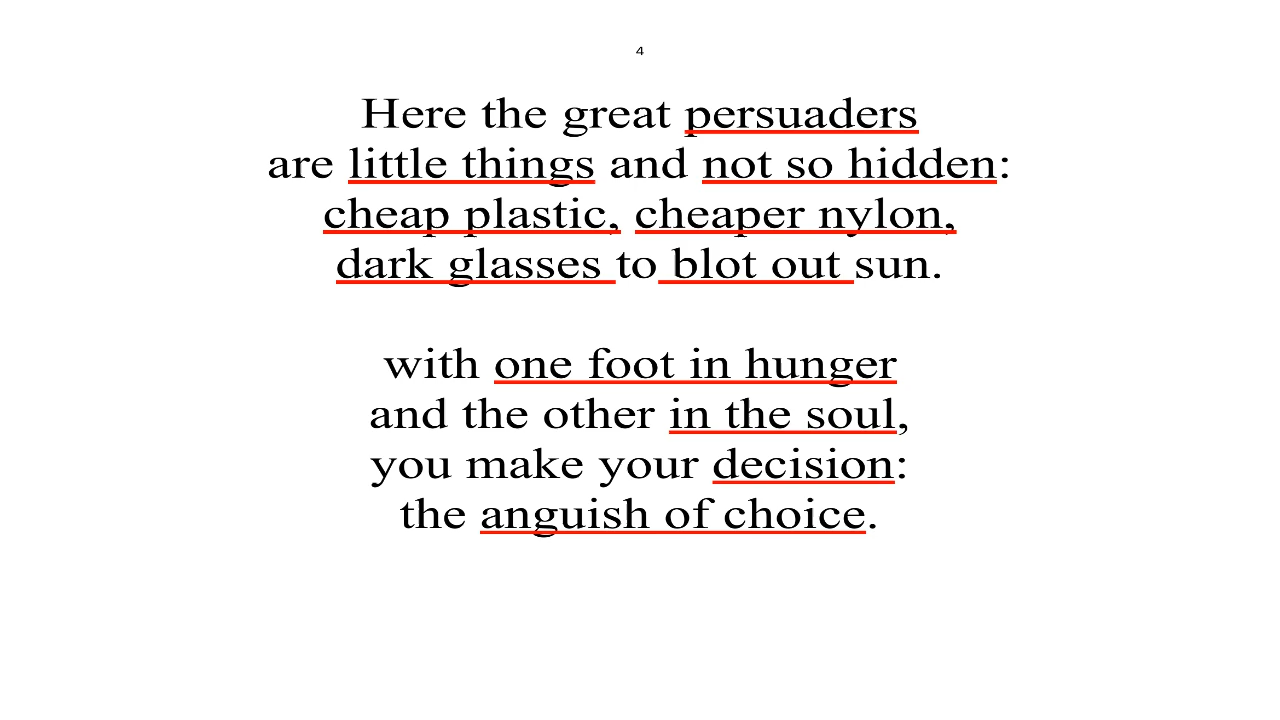 4
Here the great persuaders
are little things and not so hidden:
cheap plastic, cheaper nylon,
dark glasses to blot out sun.
with one foot in hunger
and the other in the soul,
you make your decision:
the anguish of choice.